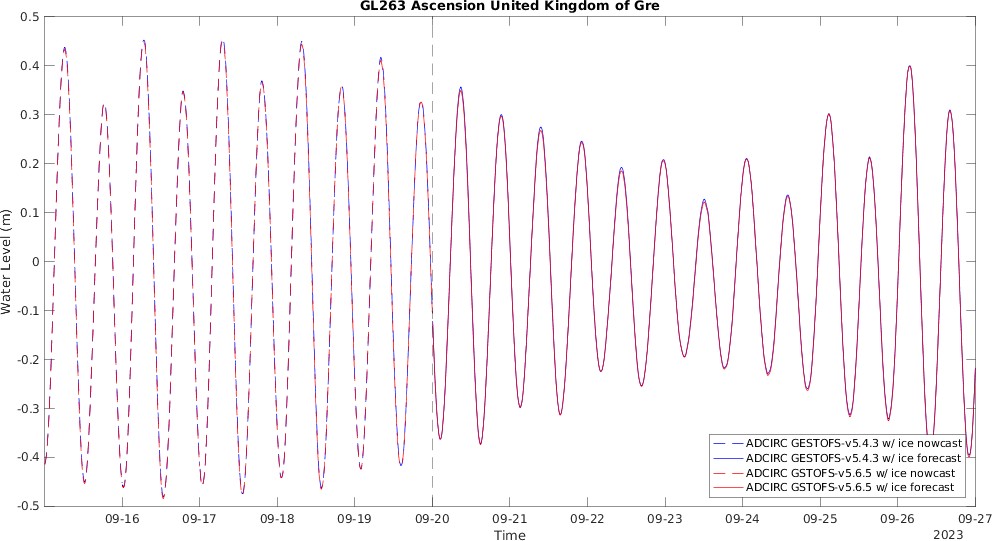 GL263 Ascension United Kingdom of Gre
0.5
0.4
0.3
0.2
0.1
0
-0.1
-0.2
-0.3
-0.4
-0.5
Water Level (m)
ADCIRC GESTOFS-v5.4.3 w/ ice nowcast
ADCIRC GESTOFS-v5.4.3 w/ ice forecast
ADCIRC GSTOFS-v5.6.5 w/ ice nowcast
ADCIRC GSTOFS-v5.6.5 w/ ice forecast
09-16 09-17 09-18 09-19 09-20 09-21 09-22 09-23 09-24 09-25 09-26 09-27
Time
2023